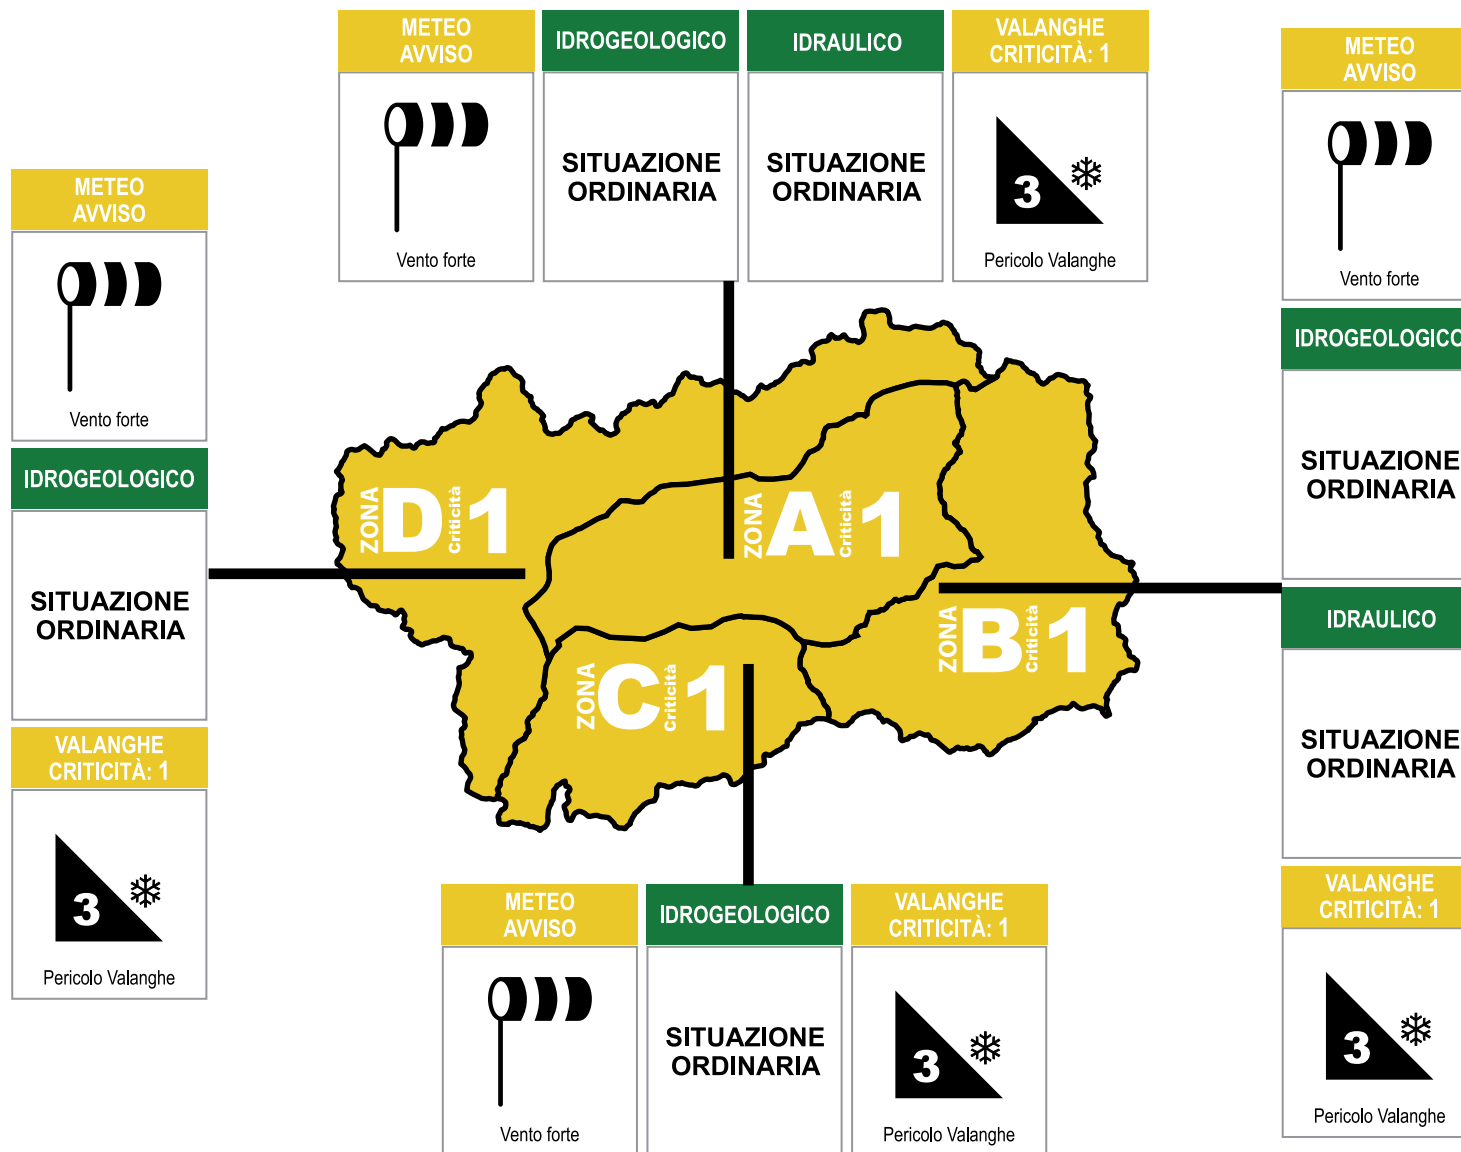 METEO
AVVISO
Vento forte
IDROGEOLOGICO
SITUAZIONE
ORDINARIA
IDRAULICO
SITUAZIONE
ORDINARIA
VALANGHE
CRITICITÀ: 1
3
Pericolo Valanghe
METEO
AVVISO
Vento forte
IDROGEOLOGICO
SITUAZIONE
ORDINARIA
VALANGHE
CRITICITÀ: 1
3
Pericolo Valanghe
ZONA D Criticità 1
ZONA A Criticità 1
ZONA B Criticità 1
ZONA C Criticità 1
METEO
AVVISO
Vento forte
IDROGEOLOGICO
SITUAZIONE
ORDINARIA
IDRAULICO
SITUAZIONE
ORDINARIA
VALANGHE
CRITICITÀ: 1
3
Pericolo Valanghe
METEO
AVVISO
Vento forte
IDROGEOLOGICO
SITUAZIONE
ORDINARIA
VALANGHE
CRITICITÀ: 1
3
Pericolo Valanghe